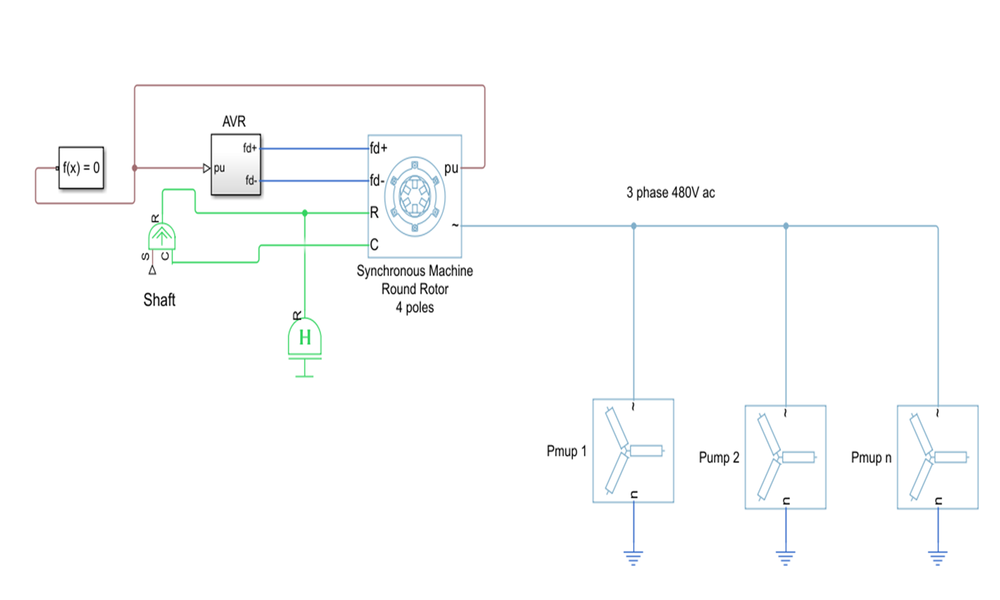 AVR
fd+
fd+
f(x) = 0
pu
pu
fd-
fd-
3 phase 480V ac
R
R
~
C
S
C
Synchronous Machine
Round Rotor
4 poles
Shaft
R
H
~
~
~
Pmup 1
Pump 2
Pmup n
n
n
n